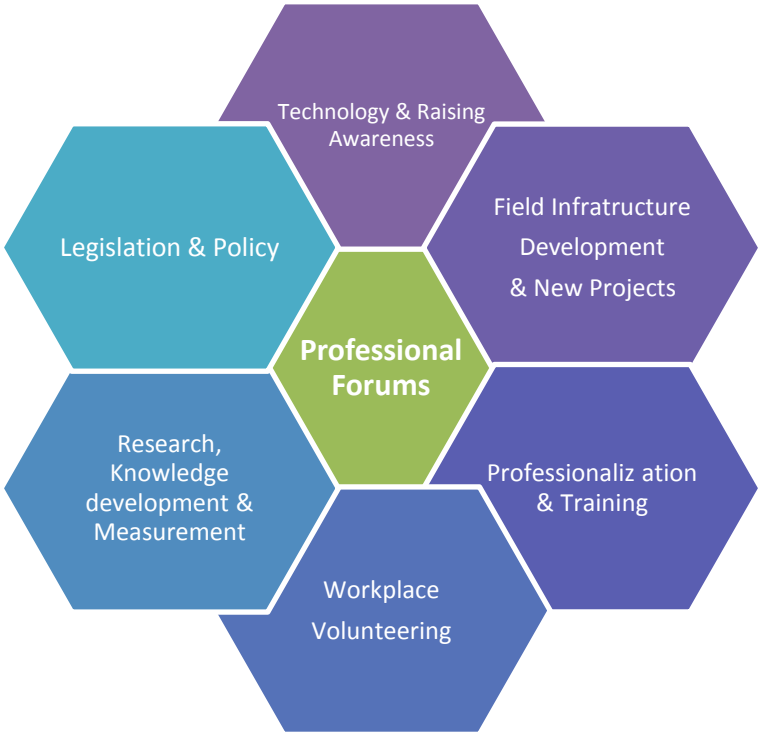 Technology & Raising
Awareness
Field Infratructure
Development
& New Projects
Legislation & Policy
Professional
Forums
Research,
Knowledge
development &
Measurement
Professionaliz ation
& Training
Workplace
Volunteering